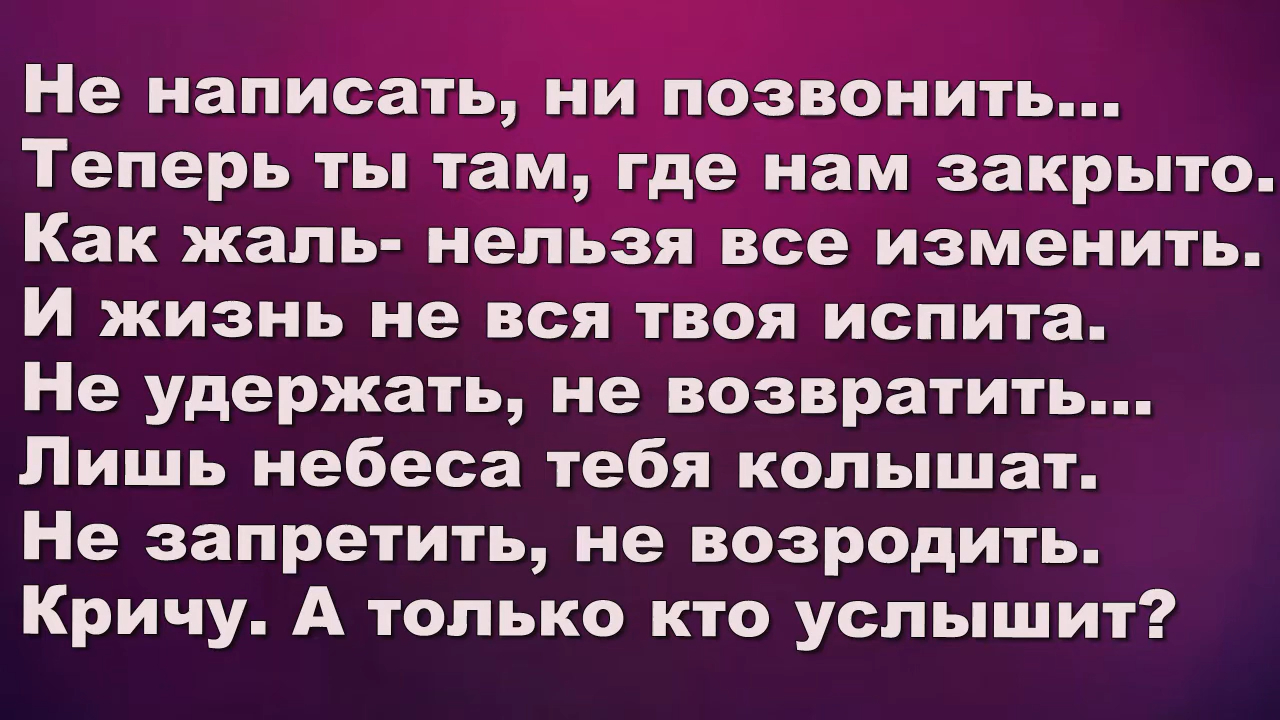 Не написать, ни позвонить...
Теперь ты там, где нам закрыто.
Как жаль- нельзя все изменить.
И жизнь не вся твоя испита.
Не удержать, не возвратить...
Лишь небеса тебя колышат.
Не запретить, не возродить.
Кричу. А только кто услышит?